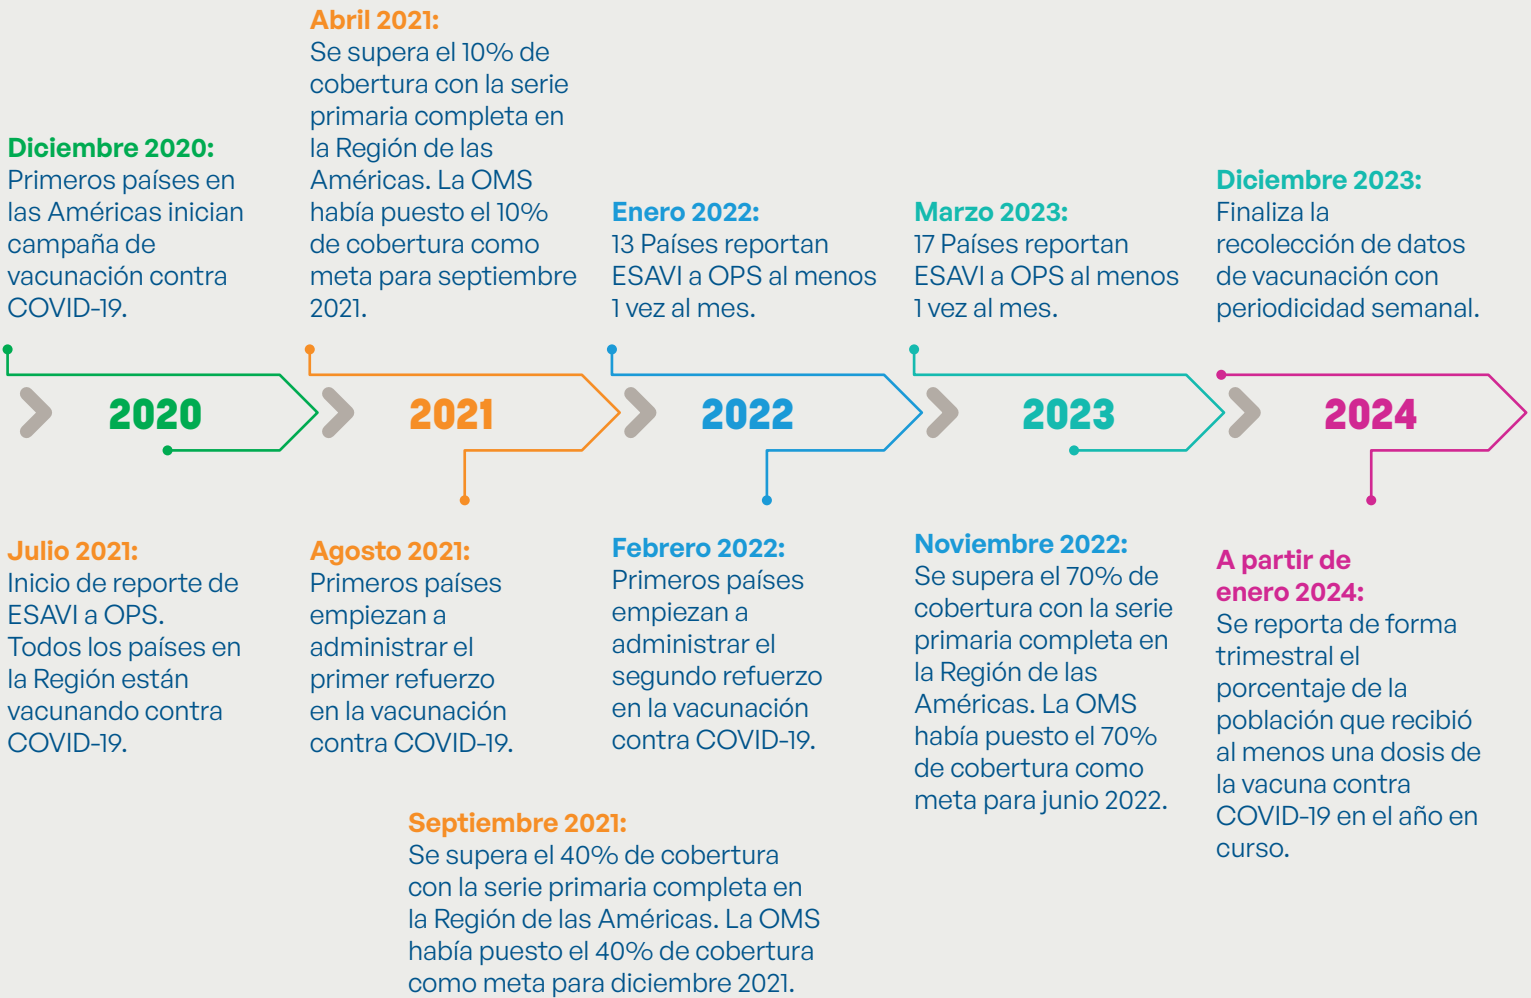 Diciembre 2020:
Primeros países en
las Américas inician
campaña de
vacunación contra
COVID-19.
Abril 2021:
Se supera el 10% de
cobertura con la serie
primaria completa en
la Región de las
Américas. La OMS
había puesto el 10%
de cobertura como
meta para septiembre
2021.
Enero 2022:
13 Países reportan
ESAVI a OPS al menos
1 vez al mes.
Marzo 2023:
17 Países reportan
ESAVI a OPS al menos
1 vez al mes.
Diciembre 2023:
Finaliza la
recolección de datos
de vacunación con
periodicidad semanal.
2020
2021
2022
2023
2024
Julio 2021:
Inicio de reporte de
ESAVI a OPS.
Todos los países en
la Región están
vacunando contra
COVID-19.
Agosto 2021:
Primeros países
empiezan a
administrar el
primer refuerzo
en la vacunación
contra COVID-19.
Septiembre 2021:
Se supera el 40% de cobertura
con la serie primaria completa en
la Región de las Américas. La OMS
había puesto el 40% de cobertura
como meta para diciembre 2021.
Febrero 2022:
Primeros países
empiezan a
administrar el
segundo refuerzo
en la vacunación
contra COVID-19.
Noviembre 2022:
Se supera el 70% de
cobertura con la serie
primaria completa en
la Región de las
Américas. La OMS
había puesto el 70%
de cobertura como
meta para junio 2022.
A partir de
enero 2024:
Se reporta de forma
trimestral el
porcentaje de la
población que recibió
al menos una dosis de
la vacuna contra
COVID-19 en el año en
curso.